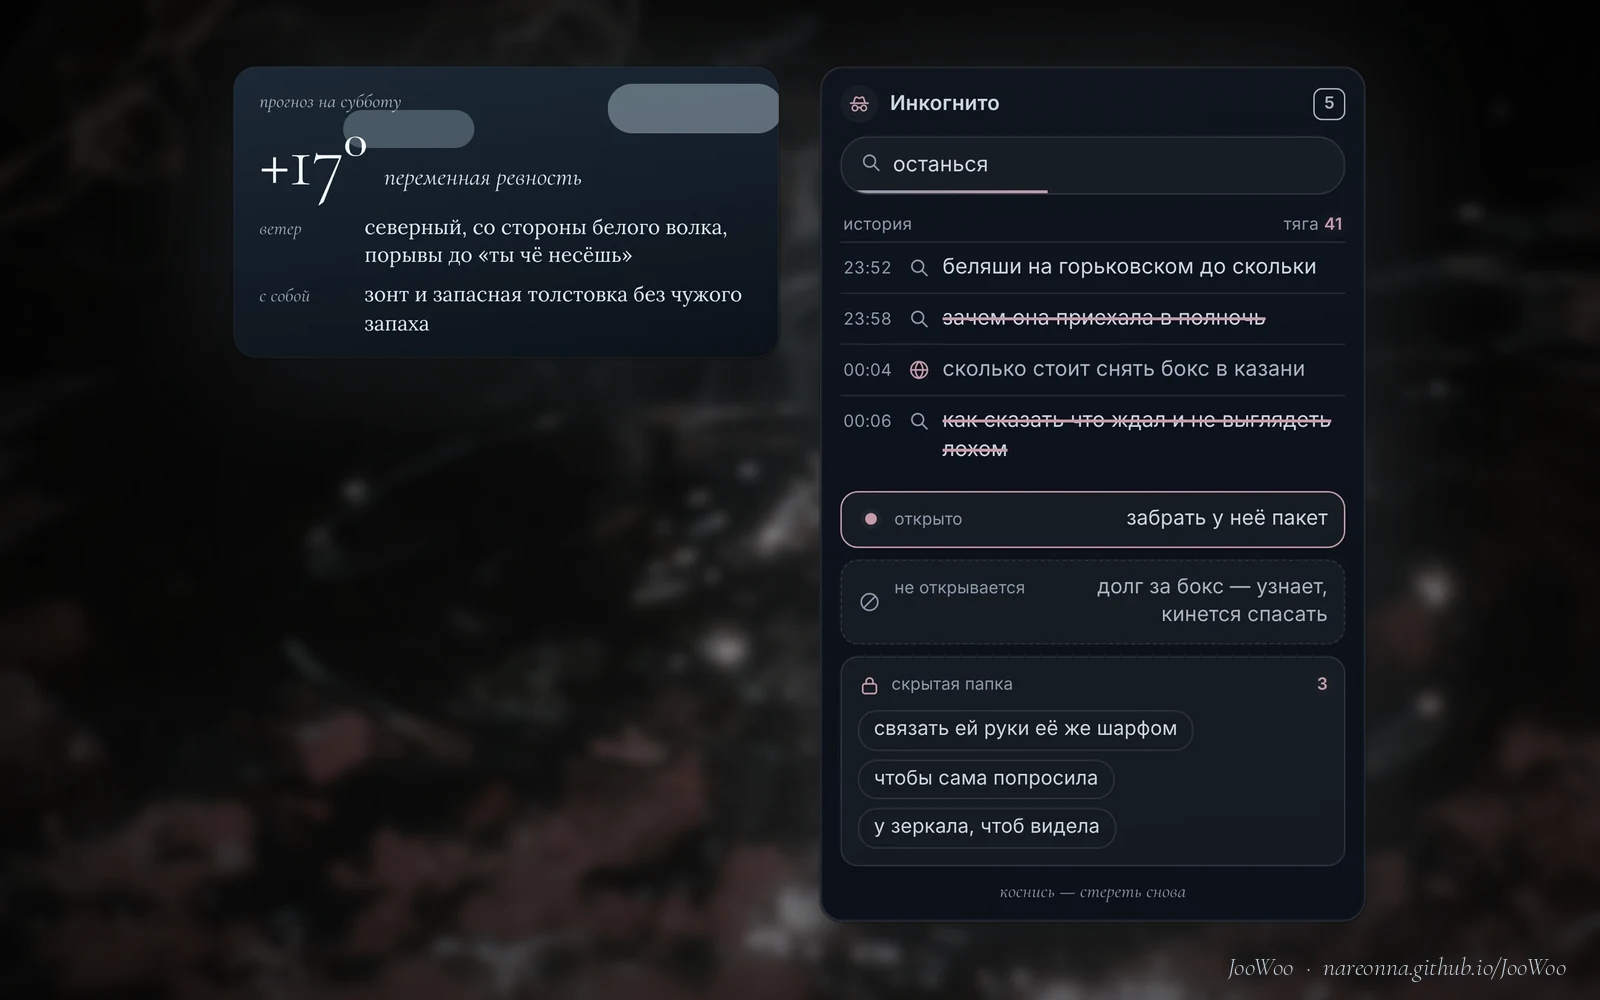 прогноз на субботу
+17°
переменная ревность
ветер
северный, со стороны белого волка,
порывы до «ты чё несёшь»
с собой
зонт и запасная толстовка без чужого
запаха
Инкогнито
5
останься
история
тяга 41
23:52 беляши на горьковском до скольки
23:58 зачем она приехала в полночь
00:04 сколько стоит снять бокс в казани
00:06 как сказать что ждал и не выглядеть
лохом
открыто
забрать у неё пакет
не открывается
долг за бокс — узнает,
кинется спасать
скрытая папка
3
связать ей руки её же шарфом
чтобы сама попросила
у зеркала, чтоб видела
коснись — стереть снова
JooWoo · nareonna.github.io/JooWoo